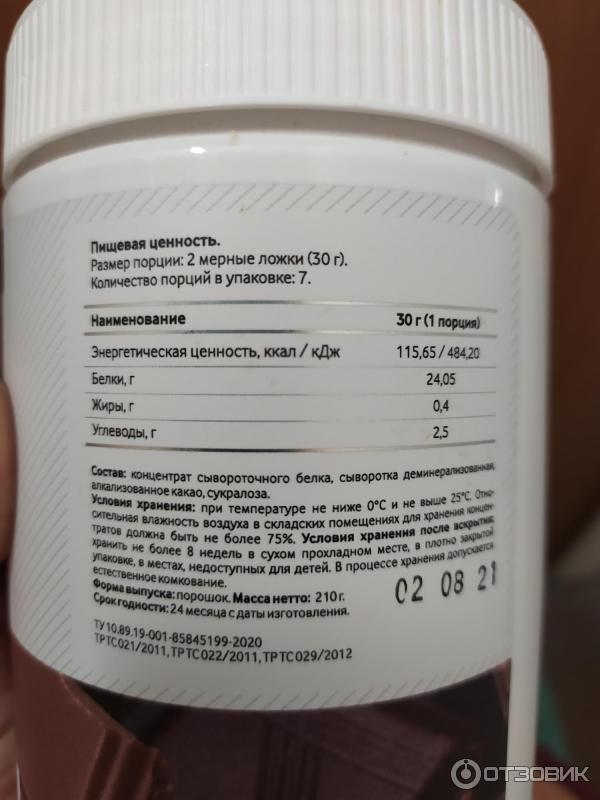 Пищевая ценность.
Размер порции: 2 мерные ложки (30 г).
Количество порций в упаковке: 7.
Наименование 30 г (1 порция)
Энергетическая ценность, ккал / кДж 115,65 / 484,20
Белки, г 24,05
Жиры, г 0,4
Углеводы, г 2,5
Состав: концентрат сывороточного белка, сыворотка деминерализованная,
алкализованное какао, сукралоза.
Условия хранения: при температуре не ниже 0°C и не выше 25°C. Отно-
сительная влажность воздуха в складских помещениях для хранения концен-
тратов должна быть не более 75%. Условия хранения после вскрытия:
хранить не более 8 недель в сухом прохладном месте, в плотно закрытой
упаковке, в местах, недоступных для детей. В процессе хранения допускается
естественное комкование.
Форма выпуска: порошок. Масса нетто: 210 г.
Срок годности: 24 месяца с даты изготовления.
02 08 21
ТУ 10.89.19-001-85845199-2020
ТР ТС 021/2011, ТР ТС 022/2011, ТР ТС 029/2012
ОТЗОВИК